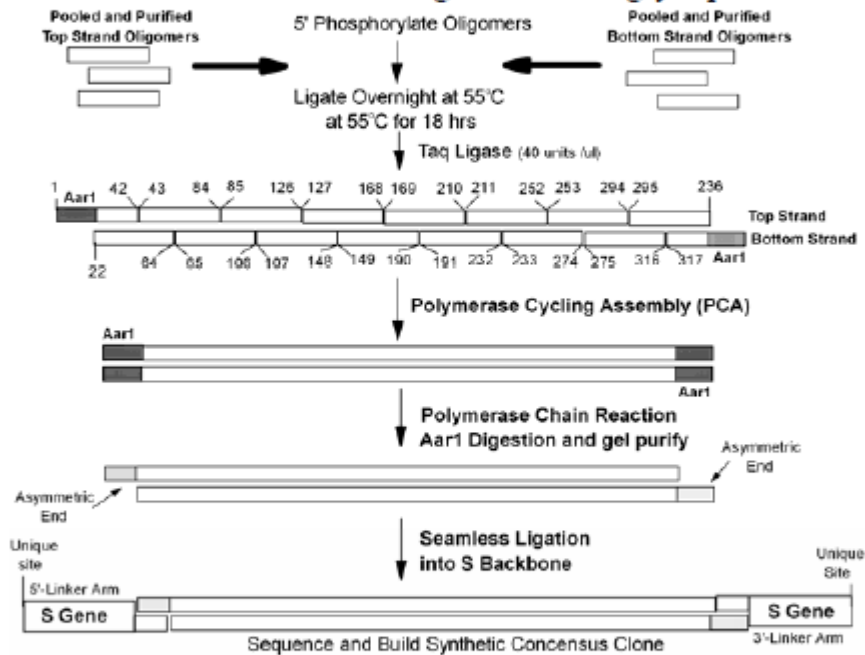 Pooled and Purified
Top Strand Oligomers
5' Phosphorylate Oligomers
Pooled and Purified
Bottom Strand Oligomers
Ligate Overnight at 55°C
at 55°C for 18 hrs
Taq Ligase (40 units /ul)
1 42 43 84 85 126 127 168 169 210 211 252 253 294 295 236
Aar1
Top Strand
Bottom Strand
22 64 65 106 107 148 149 190 191 232 233 274 275 316 317 Aar1
Polymerase Cycling Assembly (PCA)
Aar1
Aar1
Polymerase Chain Reaction
Aar1 Digestion and gel purify
Asymmetric
End
Asymmetric
End
Seamless Ligation
into S Backbone
Unique
site
Unique
Site
5'-Linker Arm
S Gene
S Gene
3'-Linker Arm
Sequence and Build Synthetic Concensus Clone